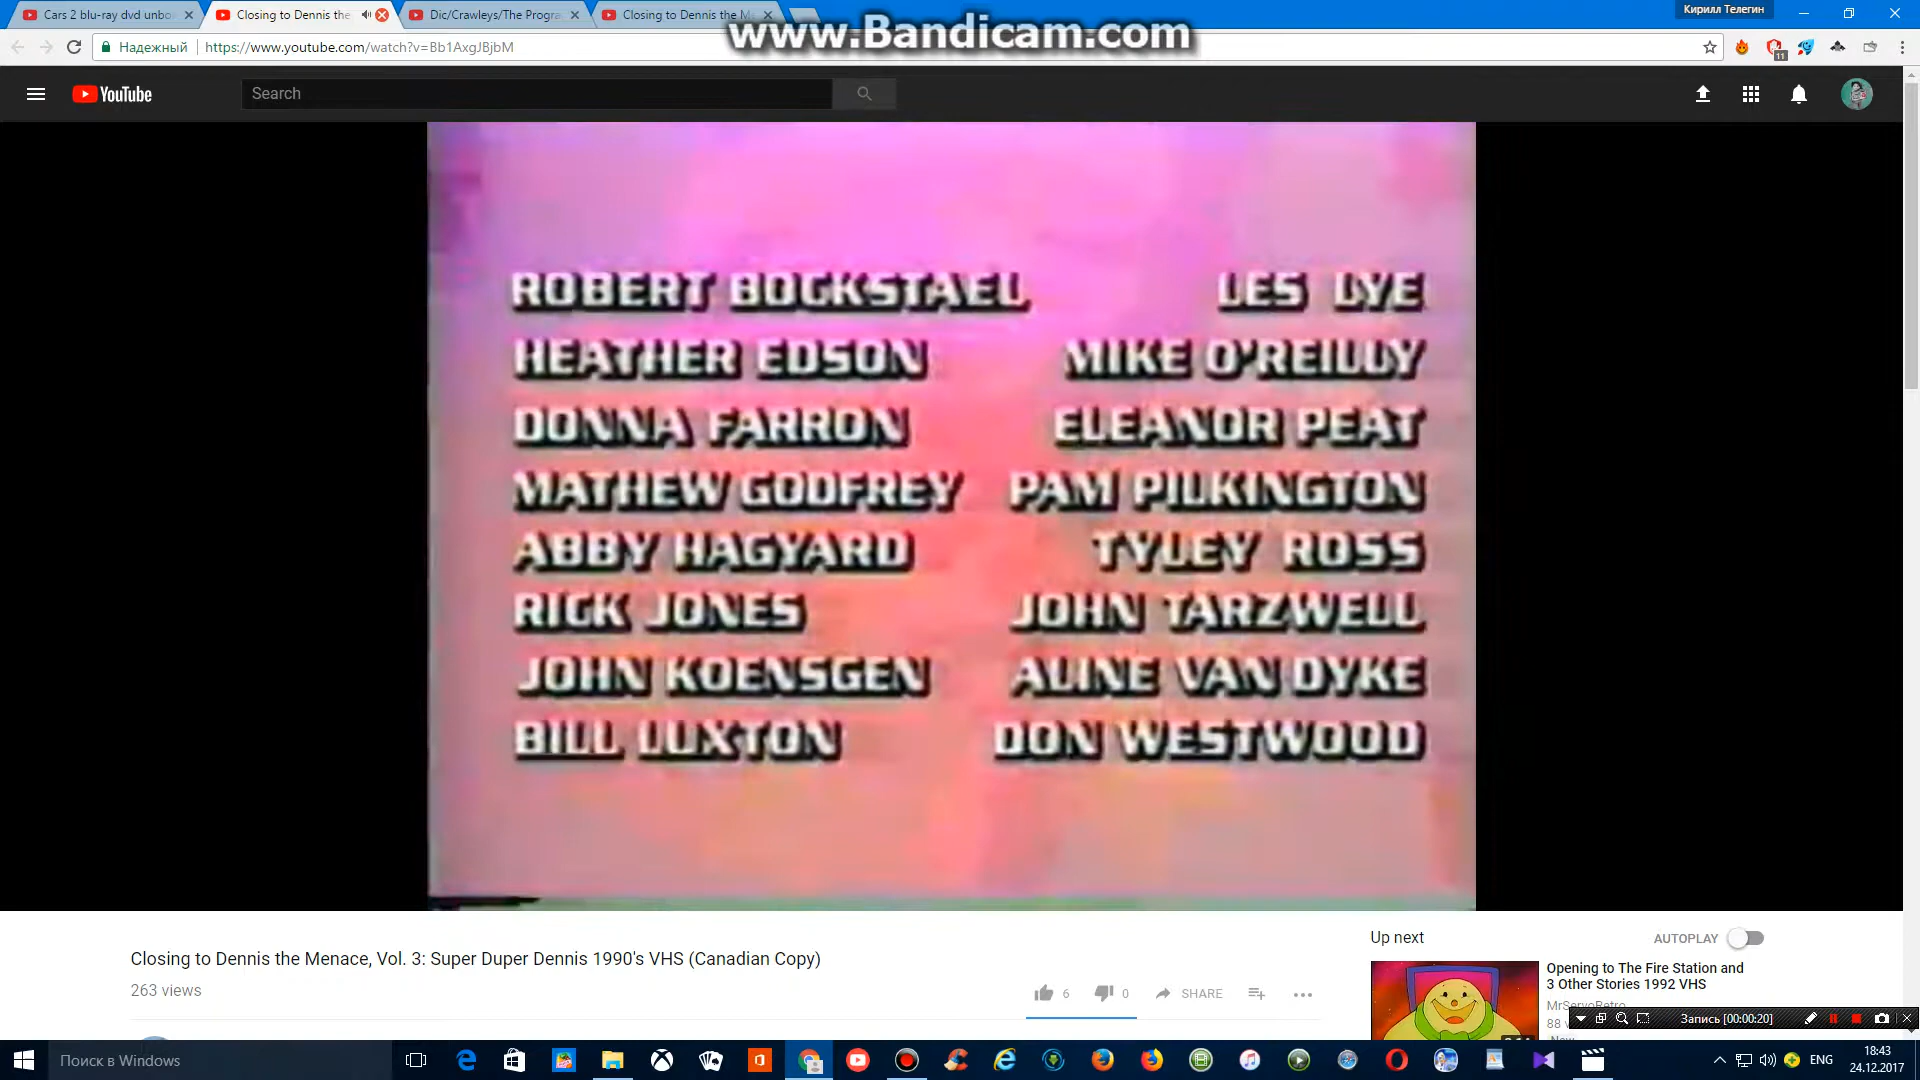 Cars 2 blu-ray dvd unbo
Closing to Dennis the
Dic/Crawleys/The Progra
Closing to Dennis the M
Кирилл Телегин
www.Bandicam.com
Надежный
https://www.youtube.com/watch?v=Bb1AxgJBjbM
11
YouTube
Search
ROBERT BOCKSTAEL LES LYE
HEATHER EDSON MIKE O'REILLY
DONNA FARRON ELEANOR PEAT
MATHEW GODFREY PAM PILKINGTON
ABBY HAGYARD TYLEY ROSS
RICK JONES JOHN TARZWELL
JOHN KOENSGEN ALINE VAN DYKE
BILL LUXTON DON WESTWOOD
Closing to Dennis the Menace, Vol. 3: Super Duper Dennis 1990's VHS (Canadian Copy)
263 views
6
0
SHARE
Up next
AUTOPLAY
Opening to The Fire Station and
3 Other Stories 1992 VHS
MrServoRetro
88 v
Запись [00:00:20]
Поиск в Windows
ENG
18:43
24.12.2017